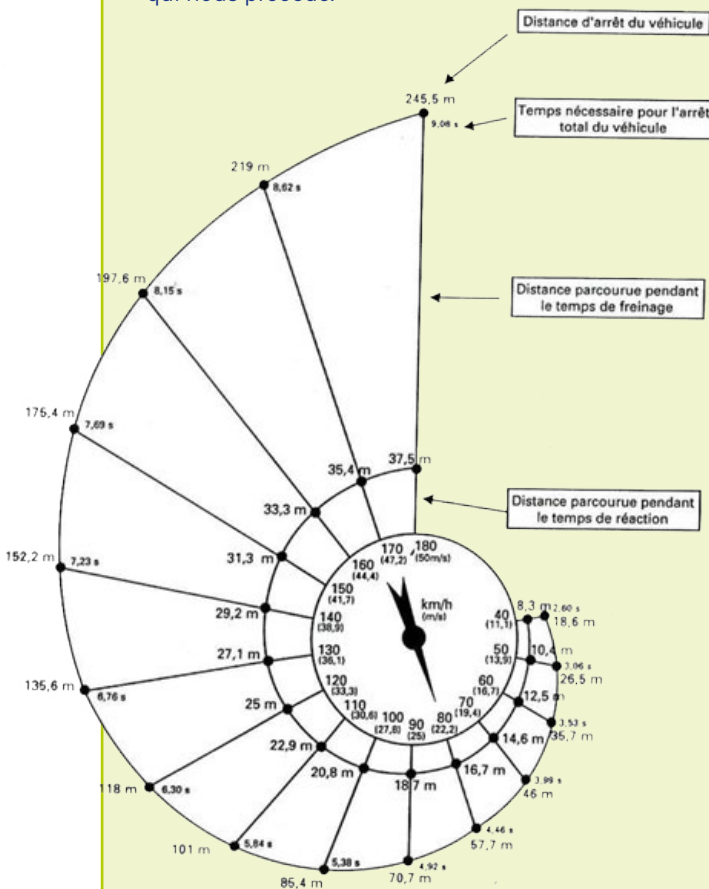 qui nous précède.
Distance d'arrêt du véhicule
245,5 m
9,08 s
Temps nécessaire pour l'arrêt
total du véhicule
219 m
8,62 s
197,6 m
8,15 s
Distance parcourue pendant
le temps de freinage
175,4 m
7,69 s
37,5 m
35,4 m
33,3 m
Distance parcourue pendant
le temps de réaction
31,3 m
152,2 m
7,23 s
29,2 m
135,6 m
6,76 s
27,1 m
118 m
6,30 s
25 m
101 m
5,84 s
22,9 m
85,4 m
5,38 s
20,8 m
70,7 m
4,92 s
18,7 m
57,7 m
4,46 s
16,7 m
46 m
3,99 s
14,6 m
35,7 m
3,53 s
12,5 m
26,5 m
3,06 s
10,4 m
18,6 m
2,60 s
8,3 m
180
(50m/s)
170
(47,2)
160
(44,4)
150
(41,7)
140
(38,9)
130
(36,1)
120
(33,3)
110
(30,6)
100
(27,8)
90
(25)
80
(22,2)
70
(19,4)
60
(16,7)
50
(13,9)
40
(11,1)
km/h
(m/s)